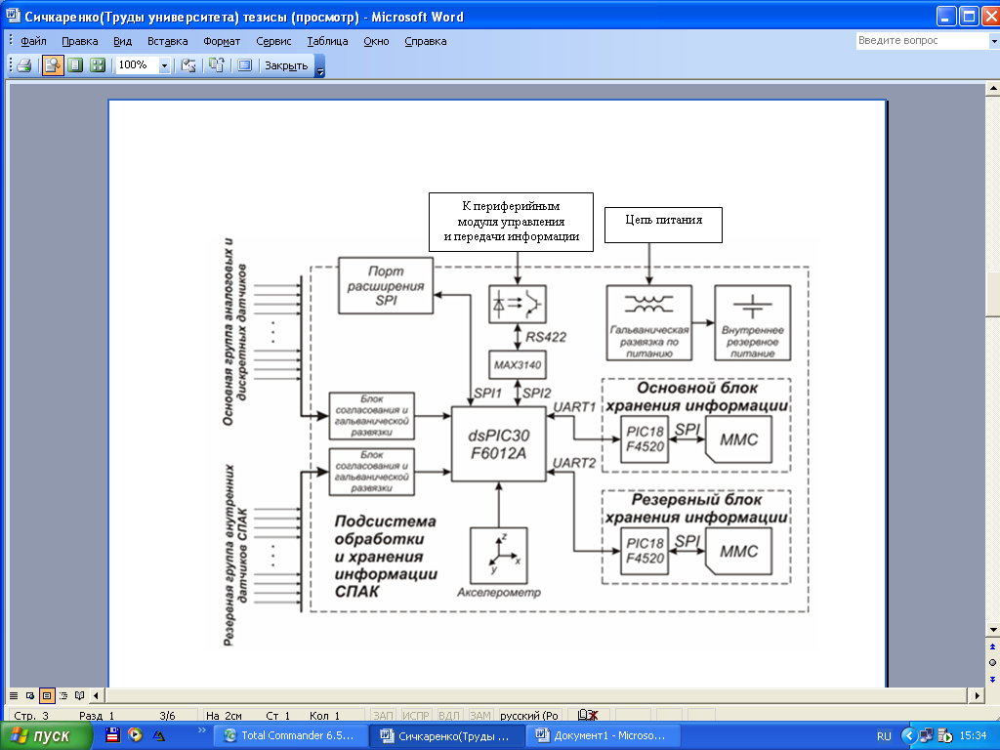 Сичкаренко(Труды университета) тезисы (просмотр) - Microsoft Word
Файл Правка Вид Вставка Формат Сервис Таблица Окно Справка
Введите вопрос
100%
Закрыть
К периферийным
модуля управления
и передачи информации
Цепь питания
Основная группа аналоговых и
дискретных датчиков
Порт
расширения
SPI
RS422
MAX3140
SPI1
SPI2
Гальваническая
развязка по
питанию
Внутреннее
резервное
питание
Блок
согласования и
гальванической
развязки
dsPIC30
F6012A
UART1
Основной блок
хранения информации
PIC18
F4520
SPI
MMC
Блок
согласования и
гальванической
развязки
UART2
Резервный блок
хранения информации
PIC18
F4520
SPI
MMC
Резервная группа внутренних
датчиков СПАК
Подсистема
обработки
и хранения
информации
СПАК
z
x
y
Акселерометр
Стр. 3 Разд 1 3/6 На 2см Ст 1 Кол 1 ЗАП ИСПР ВДЛ ЗАМ русский (Ро
пуск
Total Commander 6.5...
Сичкаренко(Труды ...
Документ1 - Microso...
RU
15:34